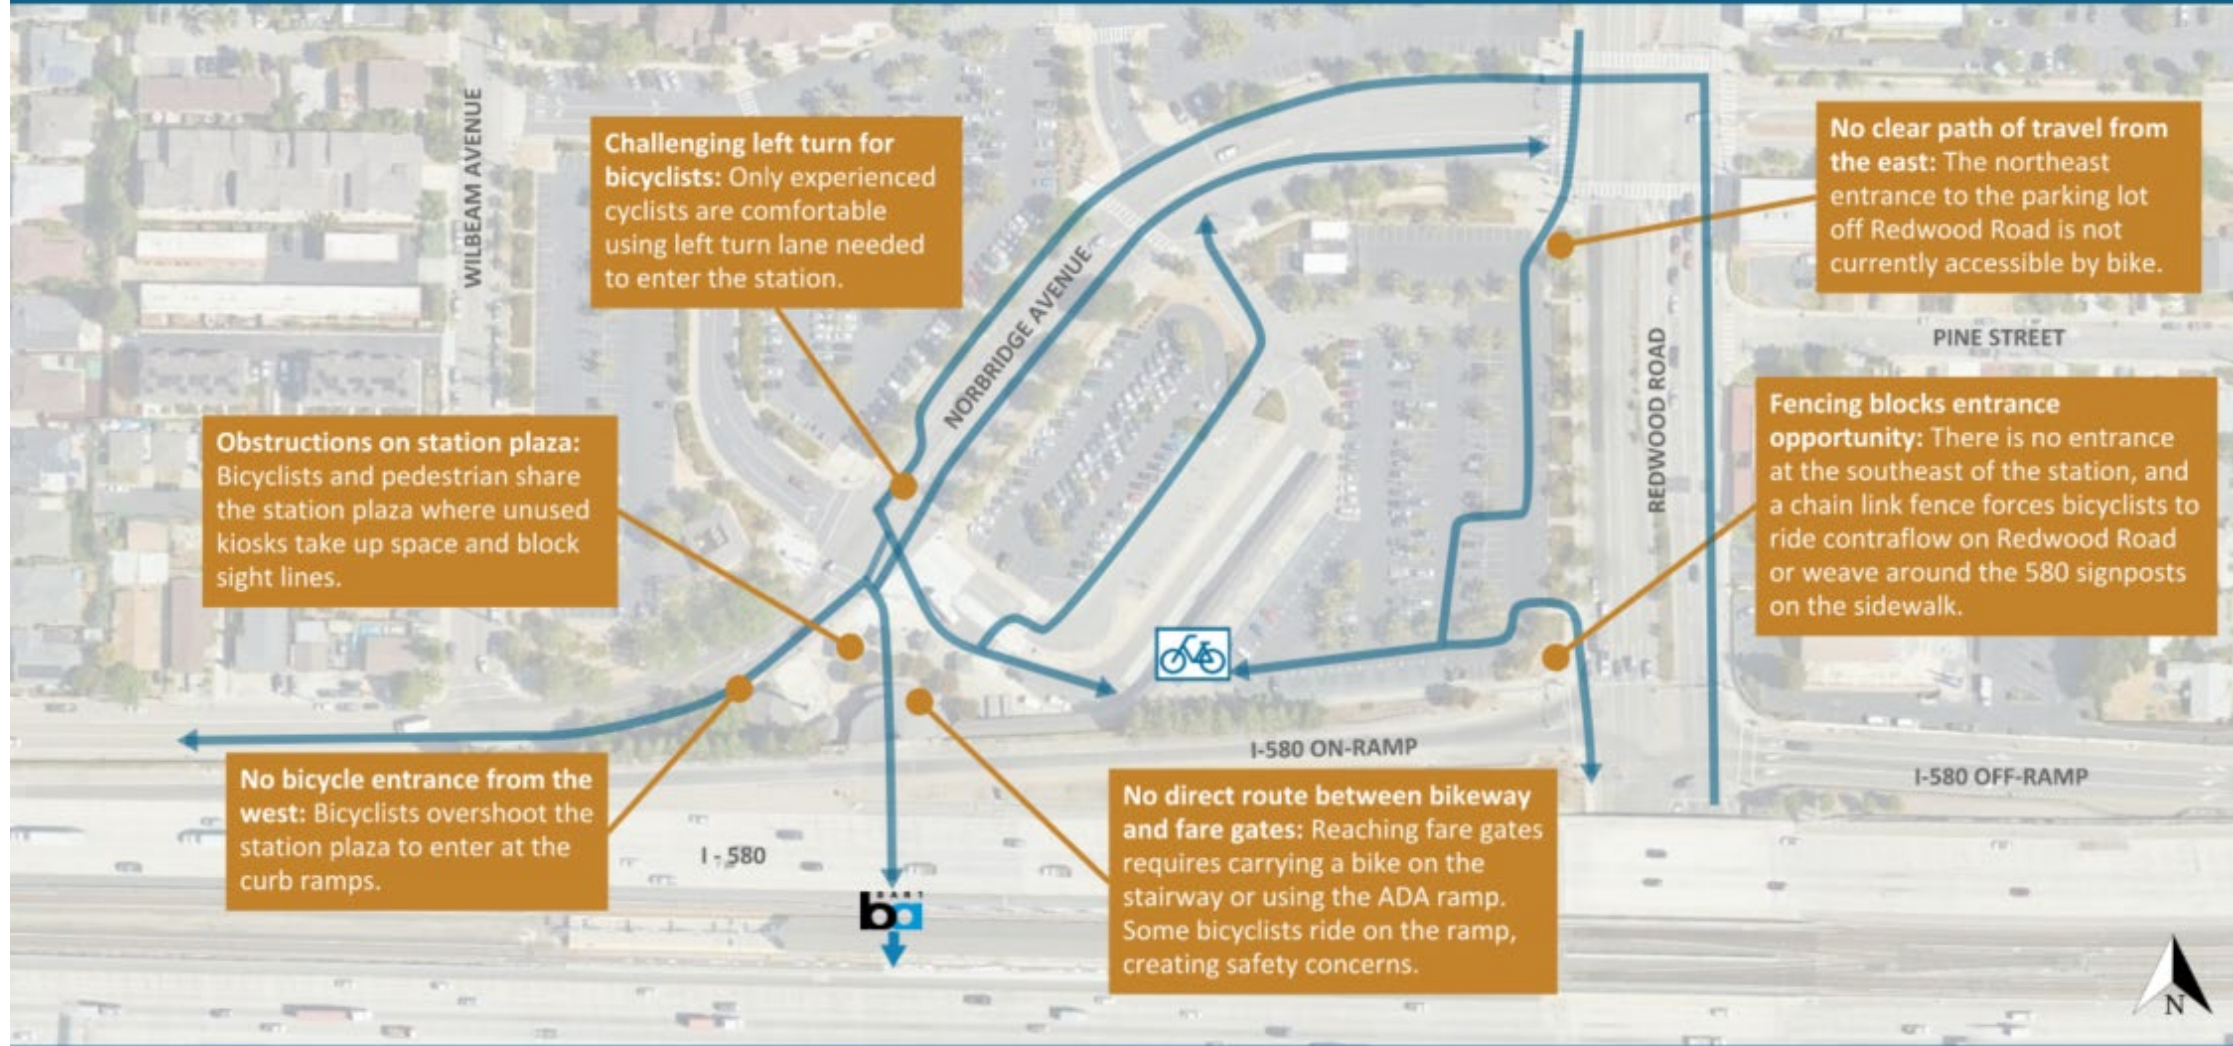 WILBEAM AVENUE
Challenging left turn for
bicyclists: Only experienced
cyclists are comfortable
using left turn lane needed
to enter the station.
No clear path of travel from
the east: The northeast
entrance to the parking lot
off Redwood Road is not
currently accessible by bike.
NORBRIDGE AVENUE
REDWOOD ROAD
PINE STREET
Obstructions on station plaza:
Bicyclists and pedestrian share
the station plaza where unused
kiosks take up space and block
sight lines.
Fencing blocks entrance
opportunity: There is no entrance
at the southeast of the station, and
a chain link fence forces bicyclists to
ride contraflow on Redwood Road
or weave around the 580 signposts
on the sidewalk.
I-580 ON-RAMP
I-580 OFF-RAMP
No bicycle entrance from the
west: Bicyclists overshoot the
station plaza to enter at the
curb ramps.
I - 580
BART
ba
No direct route between bikeway
and fare gates: Reaching fare gates
requires carrying a bike on the
stairway or using the ADA ramp.
Some bicyclists ride on the ramp,
creating safety concerns.
N